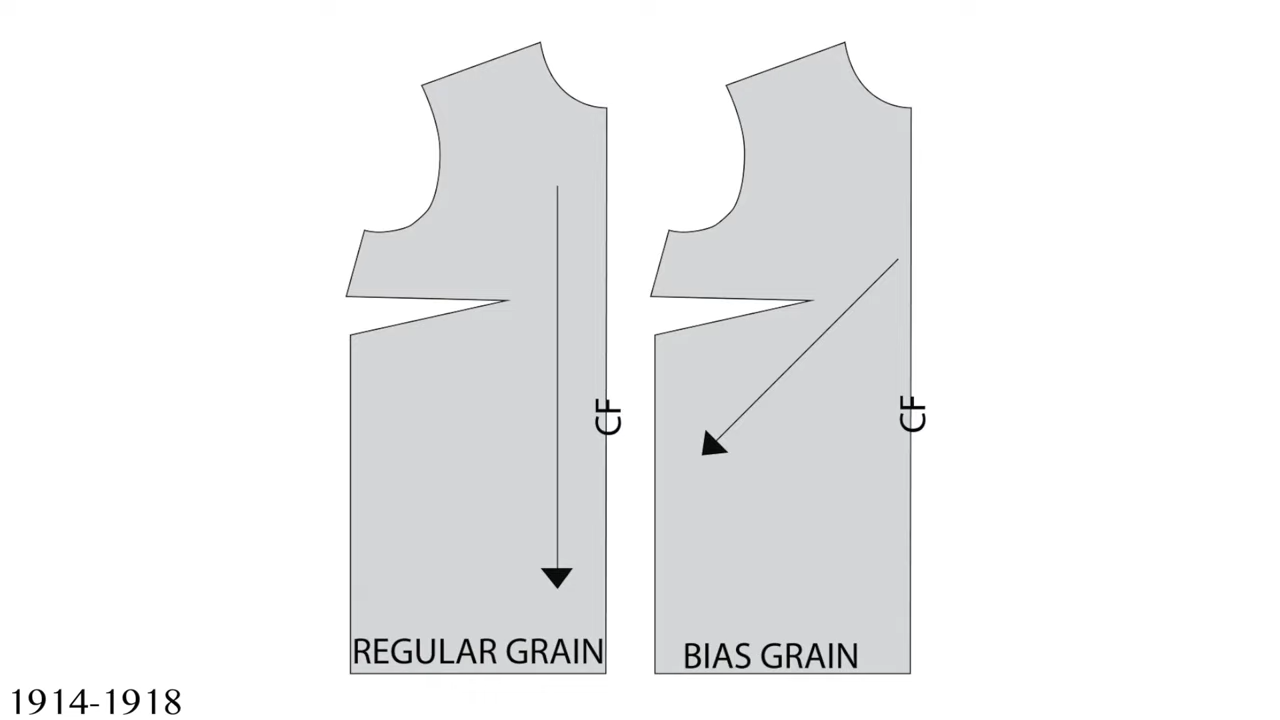 CF
CF
REGULAR GRAIN
BIAS GRAIN
1914-1918